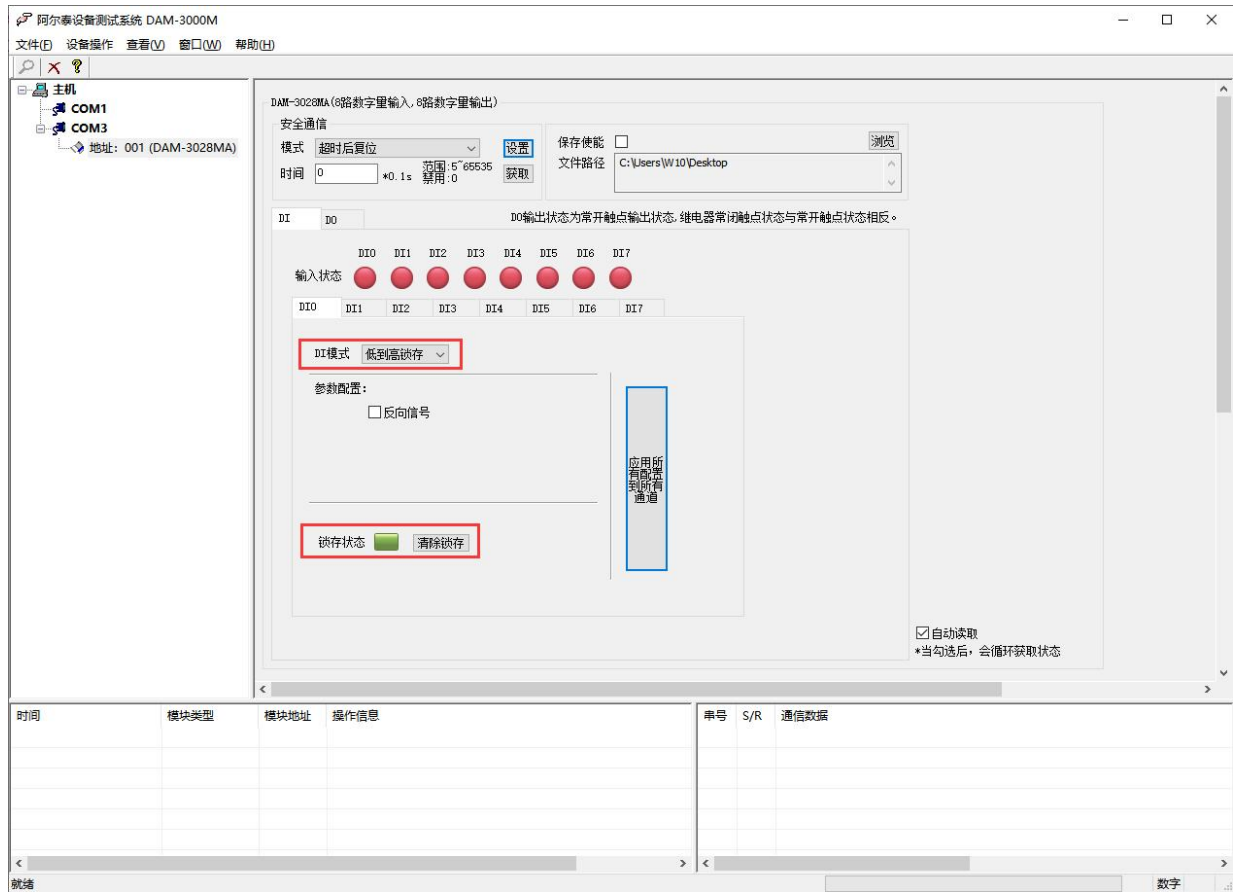 阿尔泰设备测试系统 DAM-3000M
文件(F) 设备操作 查看(V) 窗口(W) 帮助(H)
主机
COM1
COM3
地址：001 (DAM-3028MA)
DAM-3028MA(8路数字量输入,8路数字量输出)
安全通信
模式 超时后复位 设置
时间 0 *0.1s 范围:5~65535 禁用:0 获取
保存使能 浏览
文件路径 C:\Users\W10\Desktop
DI DO DO输出状态为常开触点输出状态,继电器常闭触点状态与常开触点状态相反。
DI0 DI1 DI2 DI3 DI4 DI5 DI6 DI7
输入状态
DI0 DI1 DI2 DI3 DI4 DI5 DI6 DI7
DI模式 低到高锁存
参数配置:
反向信号
应用所
有配置
到所有
通道
锁存状态 清除锁存
自动读取
*当勾选后，会循环获取状态
时间 模块类型 模块地址 操作信息
串号 S/R 通信数据
就绪 数字